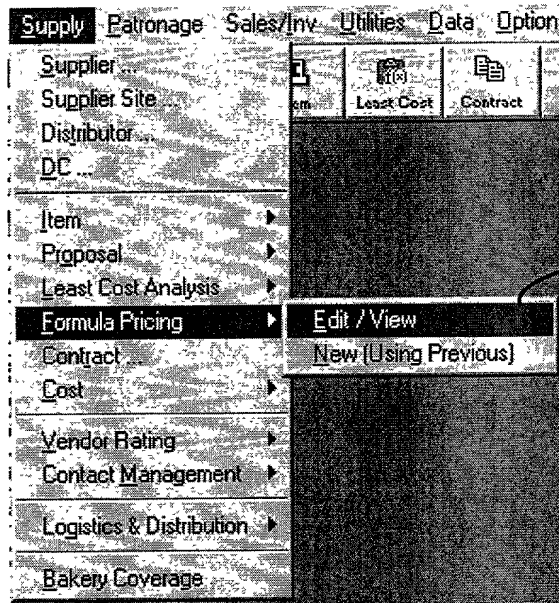 Supply Patronage Sales/Inv Utilities Data Option
Supplier ...
Supplier Site ...
Distributor ...
DC ...
em Least Cost Contract
f(x)
Item
Proposal
Least Cost Analysis
Formula Pricing
Edit / View
New (Using Previous)
Contract ...
Cost
Vendor Rating
Contact Management
Logistics & Distribution
Bakery Coverage